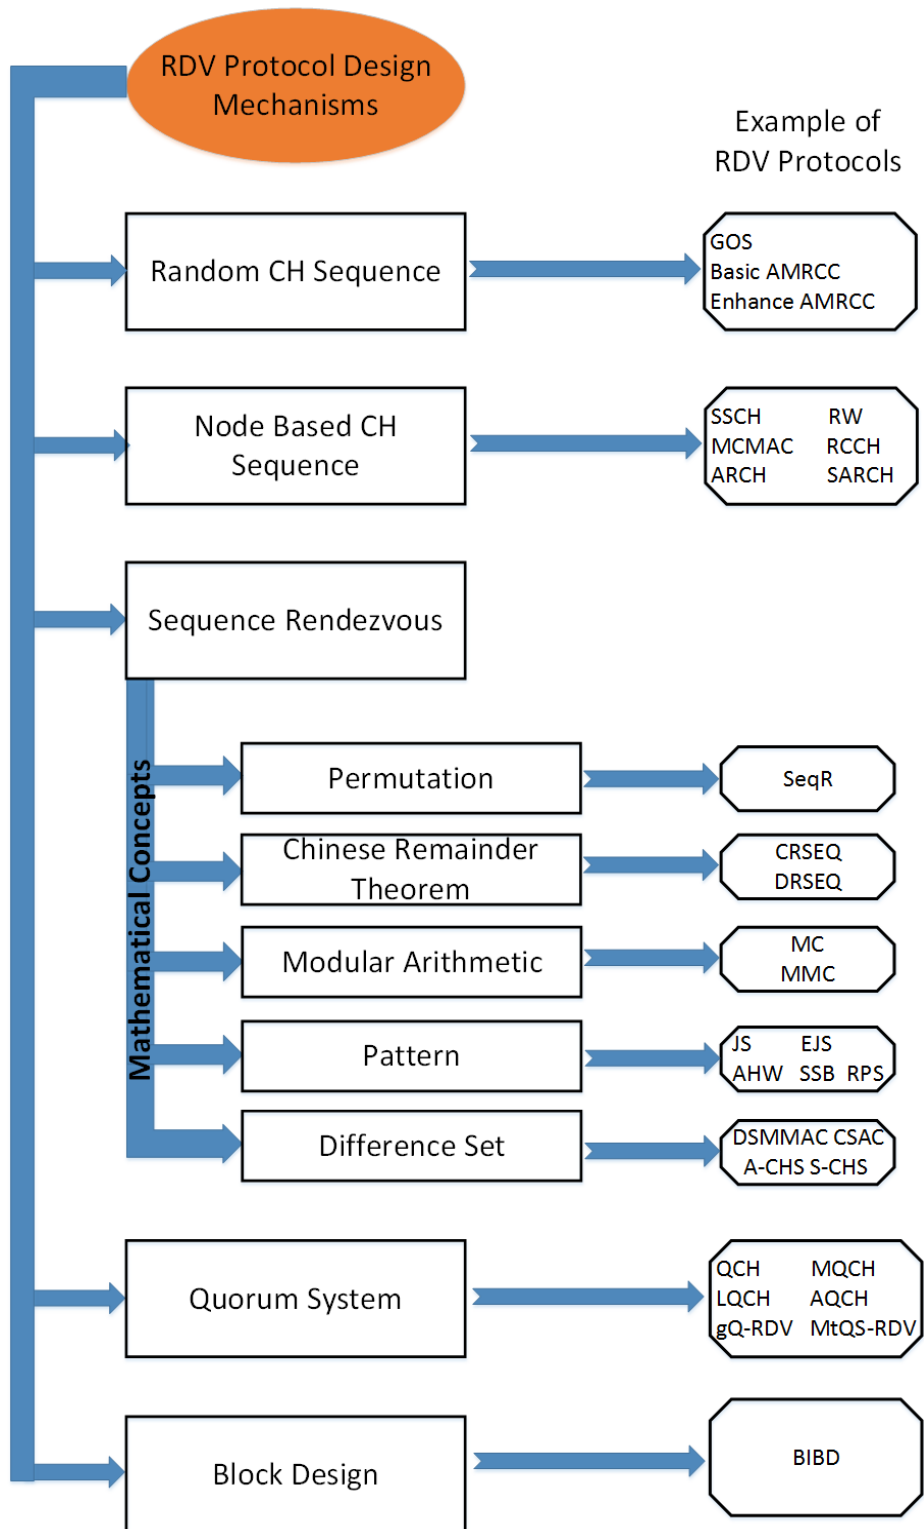 RDV Protocol Design
Mechanisms
Example of
RDV Protocols
Random CH Sequence
GOS
Basic AMRCC
Enhance AMRCC
Node Based CH
Sequence
SSCH RW
MCMAC RCCH
ARCH SARCH
Sequence Rendezvous
Mathematical Concepts
Permutation
SeqR
Chinese Remainder
Theorem
CRSEQ
DRSEQ
Modular Arithmetic
MC
MMC
Pattern
JS EJS
AHW SSB RPS
Difference Set
DSMMAC CSAC
A-CHS S-CHS
Quorum System
QCH MQCH
LQCH AQCH
gQ-RDV MtQS-RDV
Block Design
BIBD